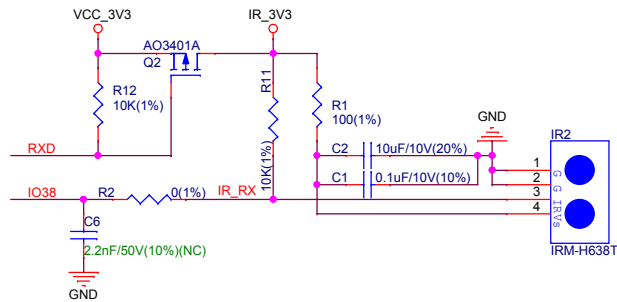 VCC_3V3
IR_3V3
AO3401A
Q2
R12
10K(1%)
R11
10K(1%)
R1
100(1%)
GND
IR2
C2
10uF/10V(20%)
RXD
C1
0.1uF/10V(10%)
1
2
3
4
G
G
IR
Vs
IO38
R2
0(1%)
IR_RX
C6
2.2nF/50V(10%)(NC)
IRM-H638T
GND